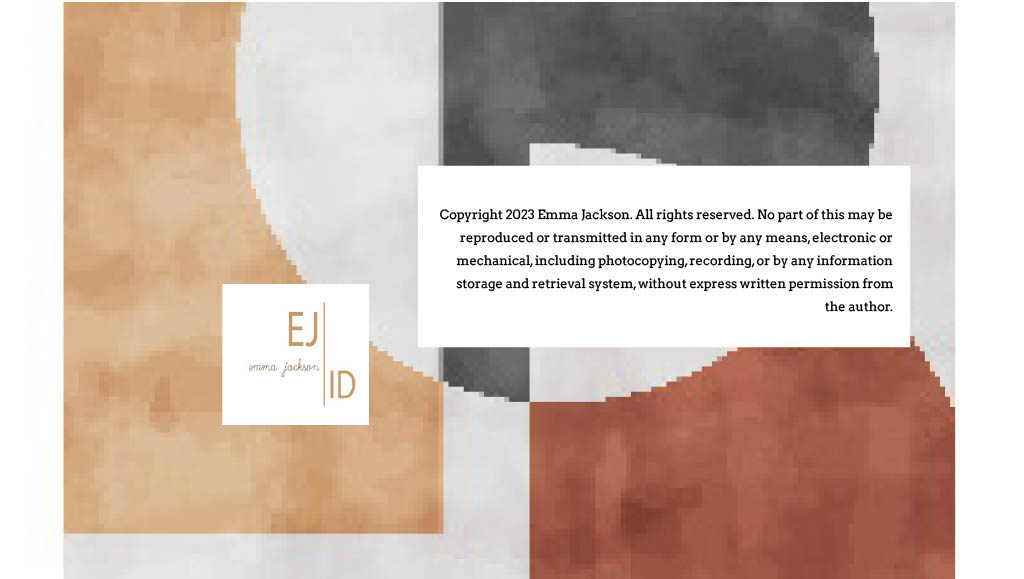 Copyright 2023 Emma Jackson. All rights reserved. No part of this may be
reproduced or transmitted in any form or by any means, electronic or
mechanical, including photocopying, recording, or by any information
storage and retrieval system, without express written permission from
the author.
EJ
emma jackson
ID